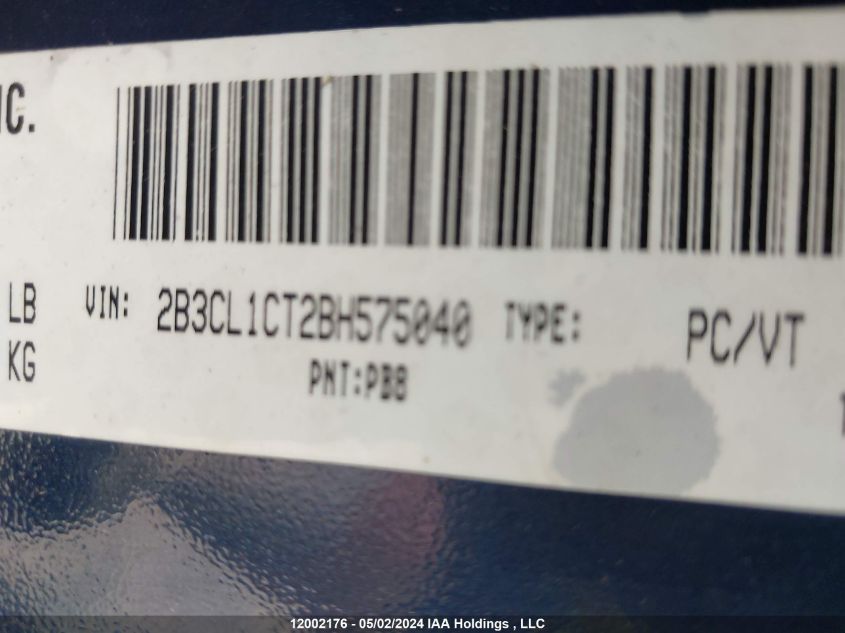 IC.
LB
KG
VIN: 2B3CL1CT2BH575040 TYPE: PC/VT
PNT:PB8
12002176 - 05/02/2024 IAA Holdings , LLC